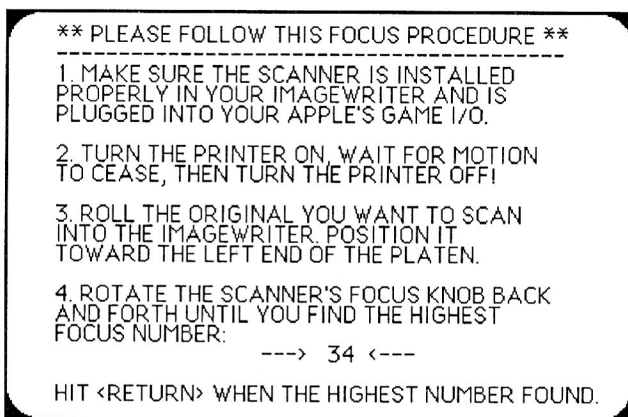 ** PLEASE FOLLOW THIS FOCUS PROCEDURE **
----------------------------------------
1. MAKE SURE THE SCANNER IS INSTALLED
PROPERLY IN YOUR IMAGEWRITER AND IS
PLUGGED INTO YOUR APPLE'S GAME I/O.
2. TURN THE PRINTER ON, WAIT FOR MOTION
TO CEASE, THEN TURN THE PRINTER OFF!
3. ROLL THE ORIGINAL YOU WANT TO SCAN
INTO THE IMAGEWRITER. POSITION IT
TOWARD THE LEFT END OF THE PLATEN.
4. ROTATE THE SCANNER'S FOCUS KNOB BACK
AND FORTH UNTIL YOU FIND THE HIGHEST
FOCUS NUMBER:
---> 34 <---
HIT <RETURN> WHEN THE HIGHEST NUMBER FOUND.